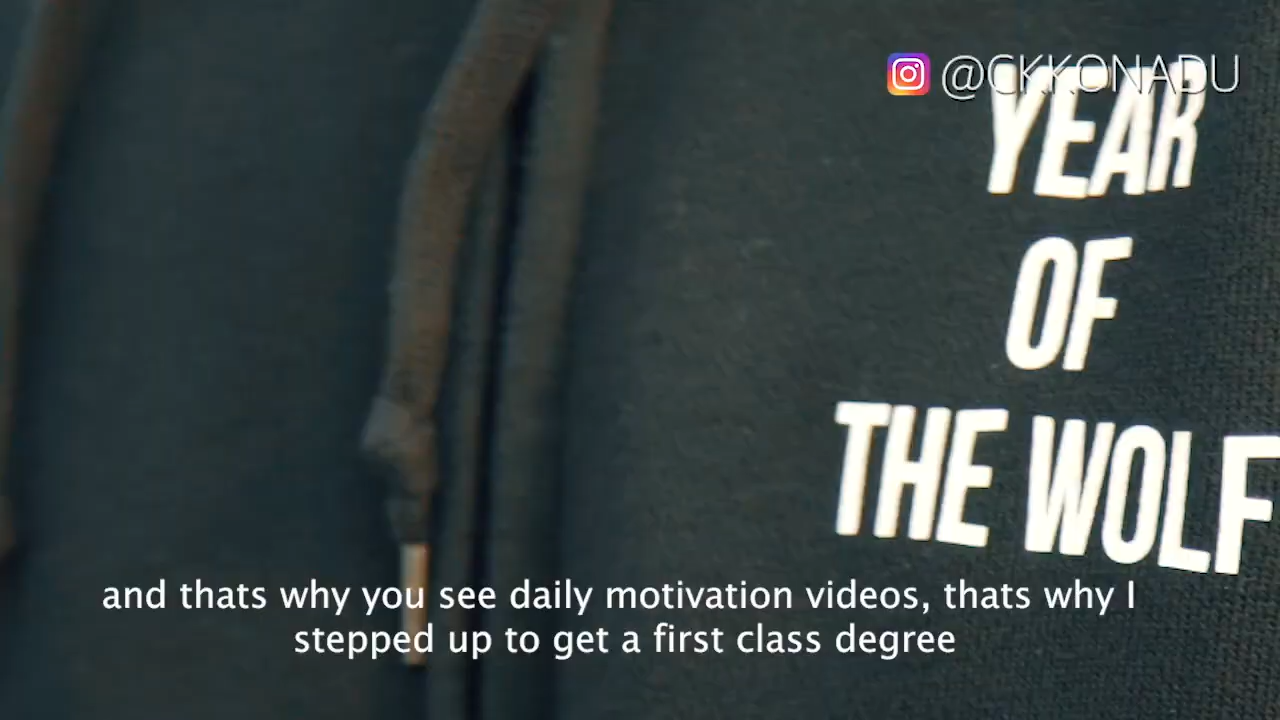 @CKKONADU
YEAR
OF
THE WOLF
and thats why you see daily motivation videos, thats why I
stepped up to get a first class degree